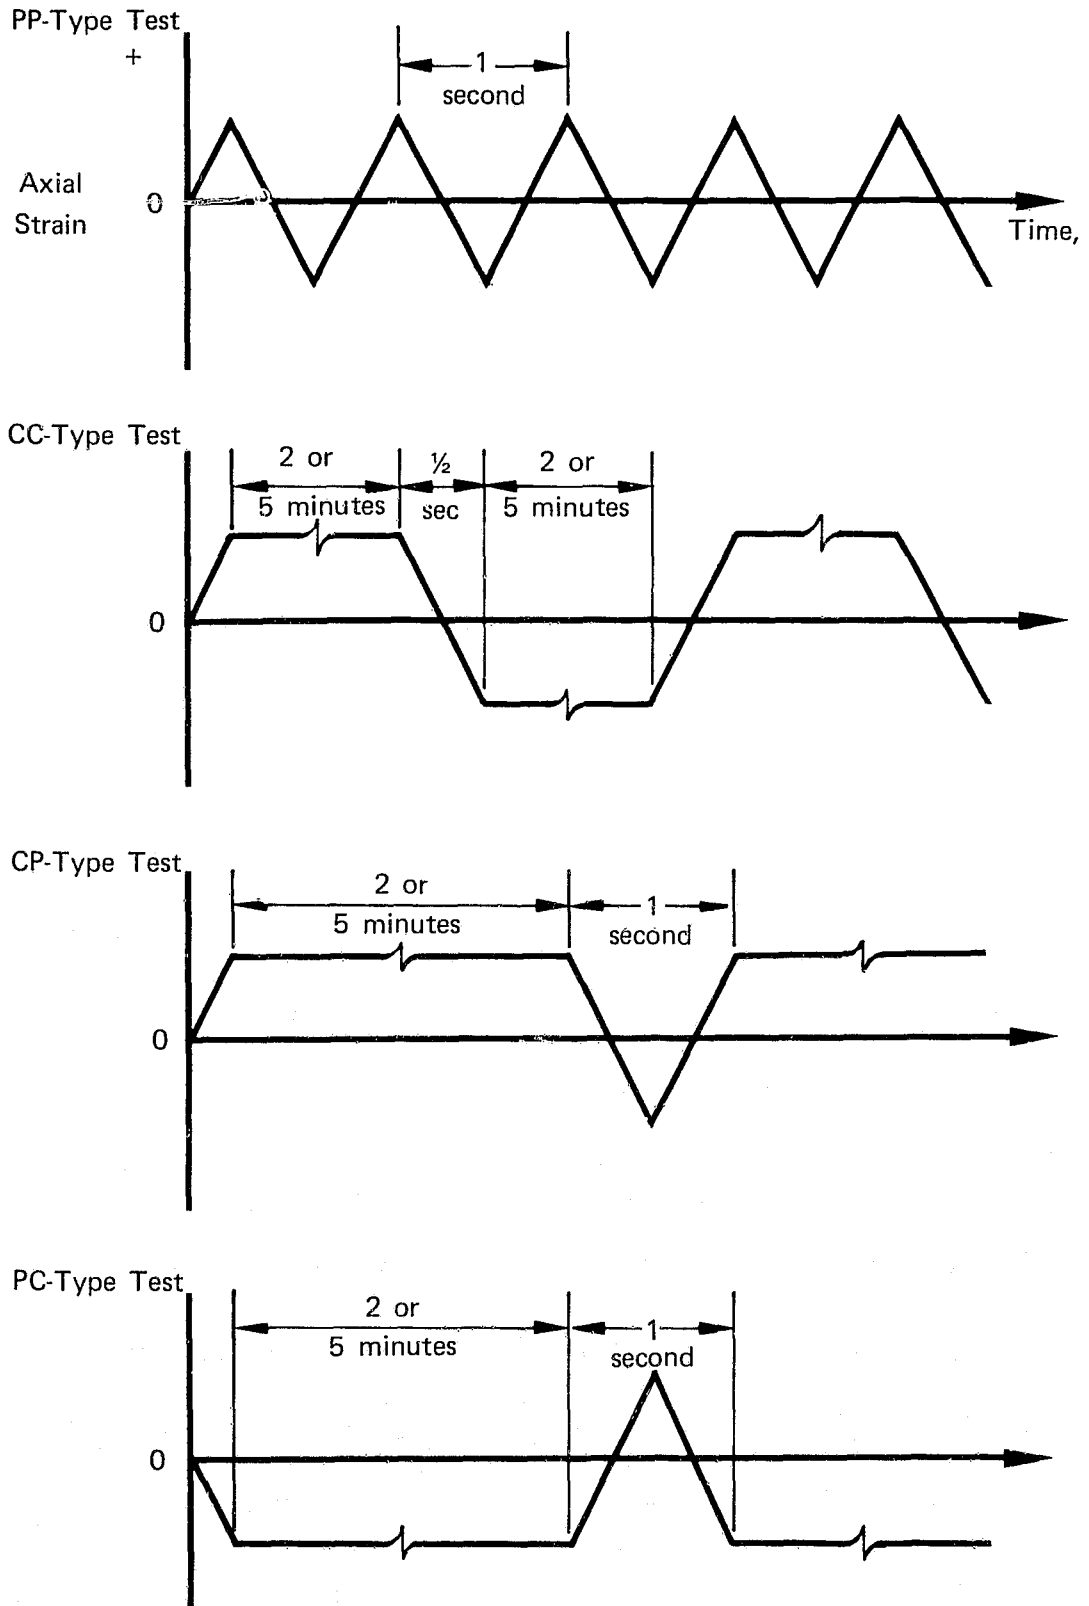 PP-Type Test
+
1
second
Axial
0
Strain
Time,
CC-Type Test
2 or
5 minutes
½
sec
2 or
5 minutes
0
CP-Type Test
2 or
5 minutes
1
second
0
PC-Type Test
2 or
5 minutes
1
second
0